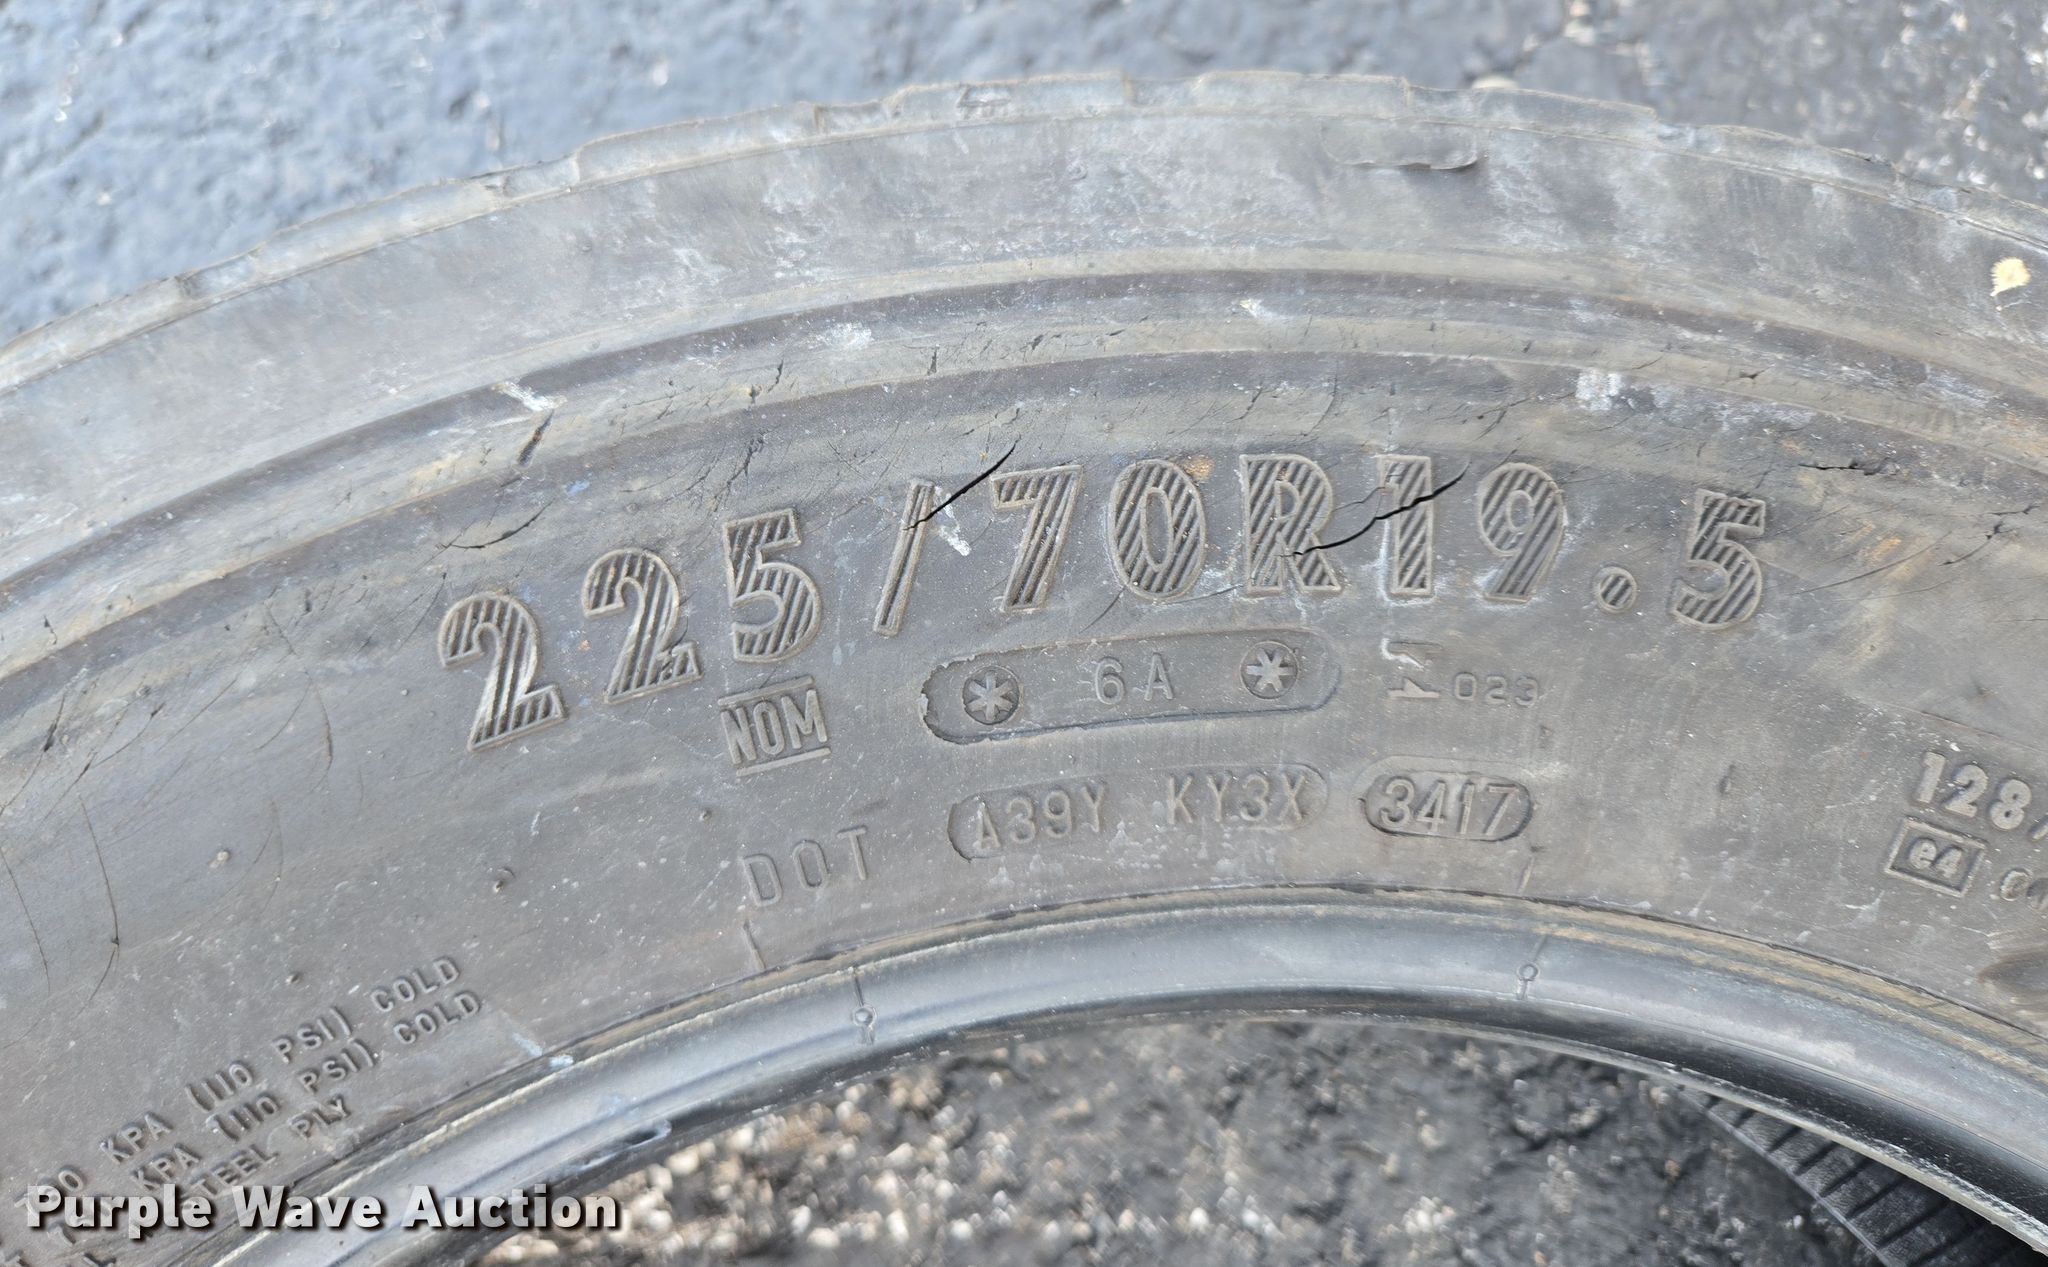 225/70R19.5
NOM
6A
023
DOT A39Y KY3X 3417
128/
e4
KPA (110 PSI) COLD
KPA (110 PSI) COLD
STEEL PLY
Purple Wave Auction